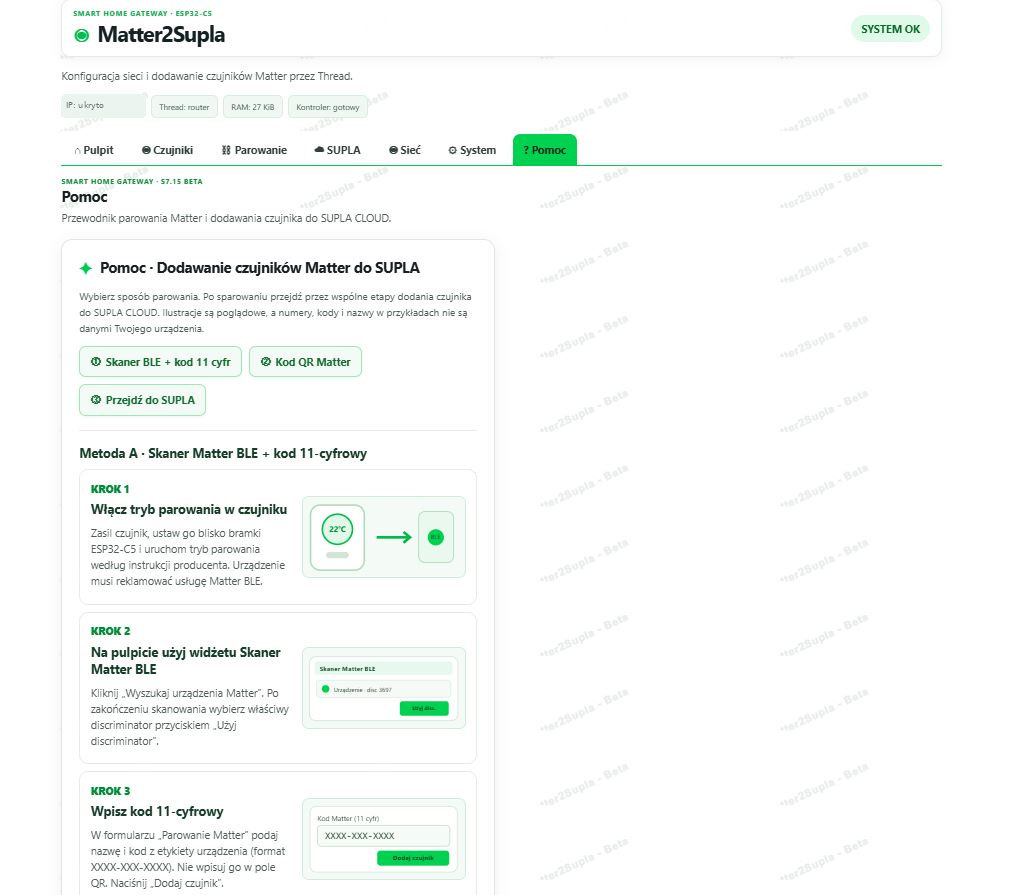 SMART HOME GATEWAY · ESP32-C5
Matter2Supla
SYSTEM OK
Konfiguracja sieci i dodawanie czujników Matter przez Thread.
IP: ukryto
Thread: router
RAM: 27 KiB
Kontroler: gotowy
Pulpit
Czujniki
Parowanie
SUPLA
Sieć
System
? Pomoc
SMART HOME GATEWAY · S7.15 BETA
Pomoc
Przewodnik parowania Matter i dodawania czujnika do SUPLA CLOUD.
Pomoc · Dodawanie czujników Matter do SUPLA
Wybierz sposób parowania. Po sparowaniu przejdź przez wspólne etapy dodania czujnika
do SUPLA CLOUD. Ilustracje są poglądowe, a numery, kody i nazwy w przykładach nie są
danymi Twojego urządzenia.
① Skaner BLE + kod 11 cyfr
② Kod QR Matter
③ Przejdź do SUPLA
Metoda A · Skaner Matter BLE + kod 11-cyfrowy
KROK 1
Włącz tryb parowania w czujniku
Zasil czujnik, ustaw go blisko bramki
ESP32-C5 i uruchom tryb parowania
według instrukcji producenta. Urządzenie
musi reklamować usługę Matter BLE.
22°C
BLE
KROK 2
Na pulpicie użyj widżetu Skaner
Matter BLE
Kliknij „Wyszukaj urządzenia Matter”. Po
zakończeniu skanowania wybierz właściwy
discriminator przyciskiem „Użyj
discriminator”.
Skaner Matter BLE
Urządzenie · disc 3697
Użyj disc.
KROK 3
Wpisz kod 11-cyfrowy
W formularzu „Parowanie Matter” podaj
nazwę i kod z etykiety urządzenia (format
XXXX-XXX-XXXX). Nie wpisuj go w pole
QR. Naciśnij „Dodaj czujnik”.
Kod Matter (11 cyfr)
XXXX-XXX-XXXX
Dodaj czujnik